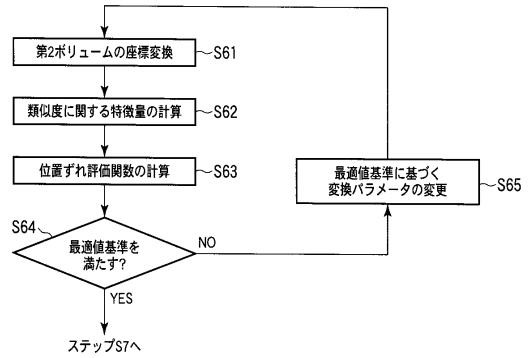 第2ボリュームの座標変換
S61
類似度に関する特徴量の計算
S62
位置ずれ評価関数の計算
S63
最適値基準に基づく
変換パラメータの変更
S65
S64
最適値基準を
満たす?
NO
YES
ステップS7へ